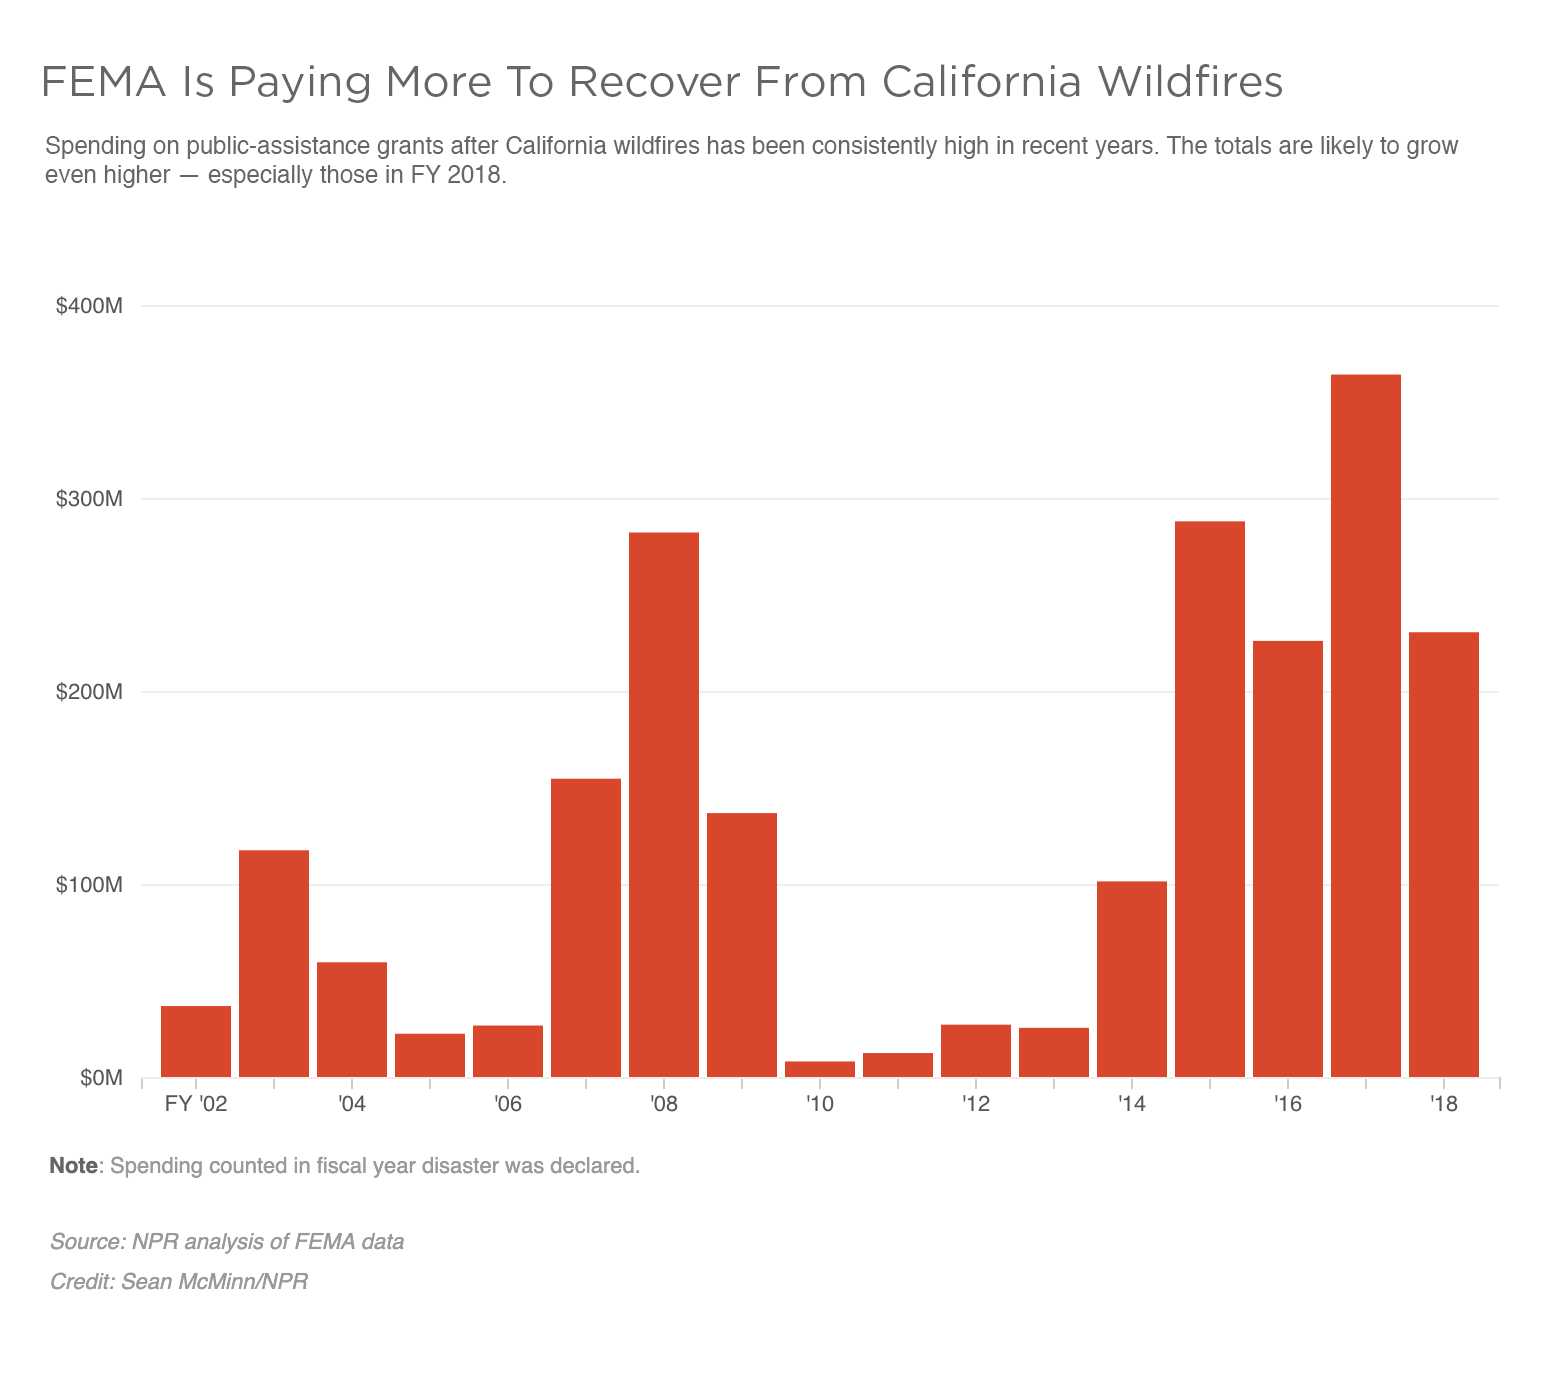 FEMA Is Paying More To Recover From California Wildfires
Spending on public-assistance grants after California wildfires has been consistently high in recent years. The totals are likely to grow
even higher — especially those in FY 2018.
$400M
$300M
$200M
$100M
$0M
FY '02
'04
'06
'08
'10
'12
'14
'16
'18
Note: Spending counted in fiscal year disaster was declared.
Source: NPR analysis of FEMA data
Credit: Sean McMinn/NPR